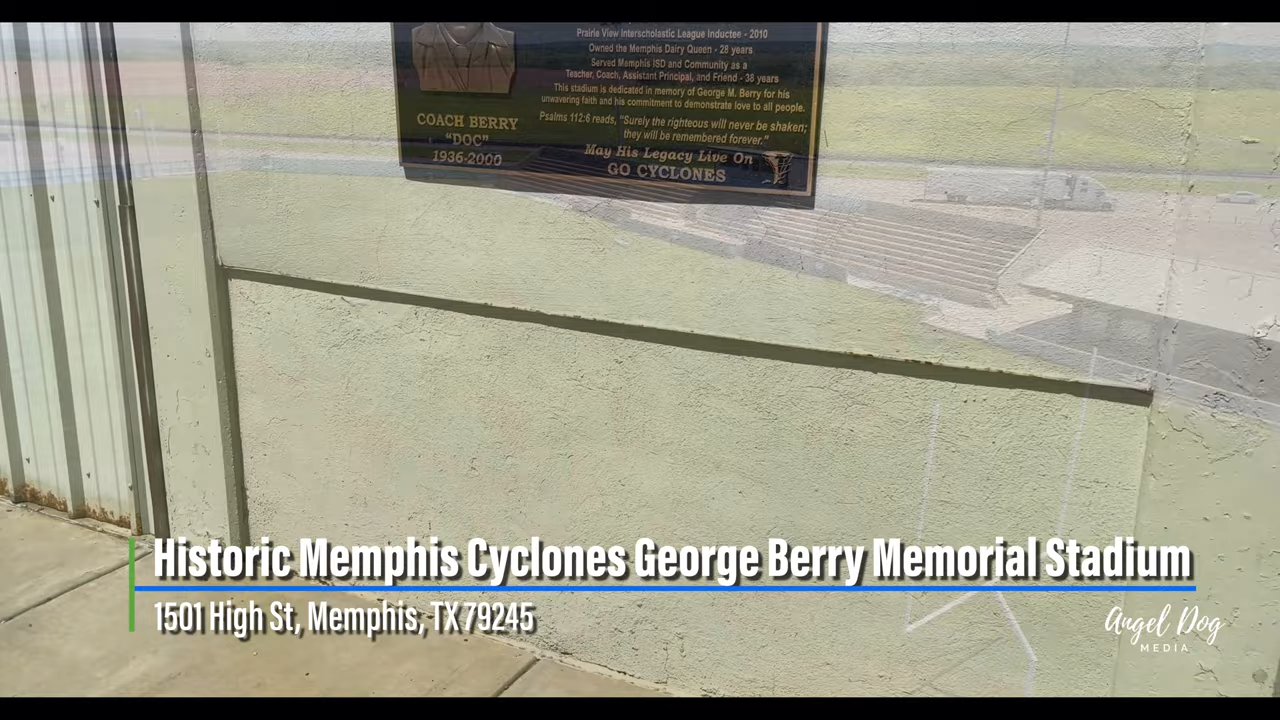 Prairie View Interscholastic League Inductee - 2010
Owned the Memphis Dairy Queen - 28 years
Served Memphis ISD and Community as a
Teacher, Coach, Assistant Principal, and Friend - 38 years
This stadium is dedicated in memory of George M. Berry for his
unwavering faith and his commitment to demonstrate love to all people.
Psalms 112:6 reads, "Surely the righteous will never be shaken;
they will be remembered forever."
May His Legacy Live On
GO CYCLONES
COACH BERRY
"DOC"
1936-2000
Historic Memphis Cyclones George Berry Memorial Stadium
1501 High St, Memphis, TX 79245
Angel Dog
MEDIA